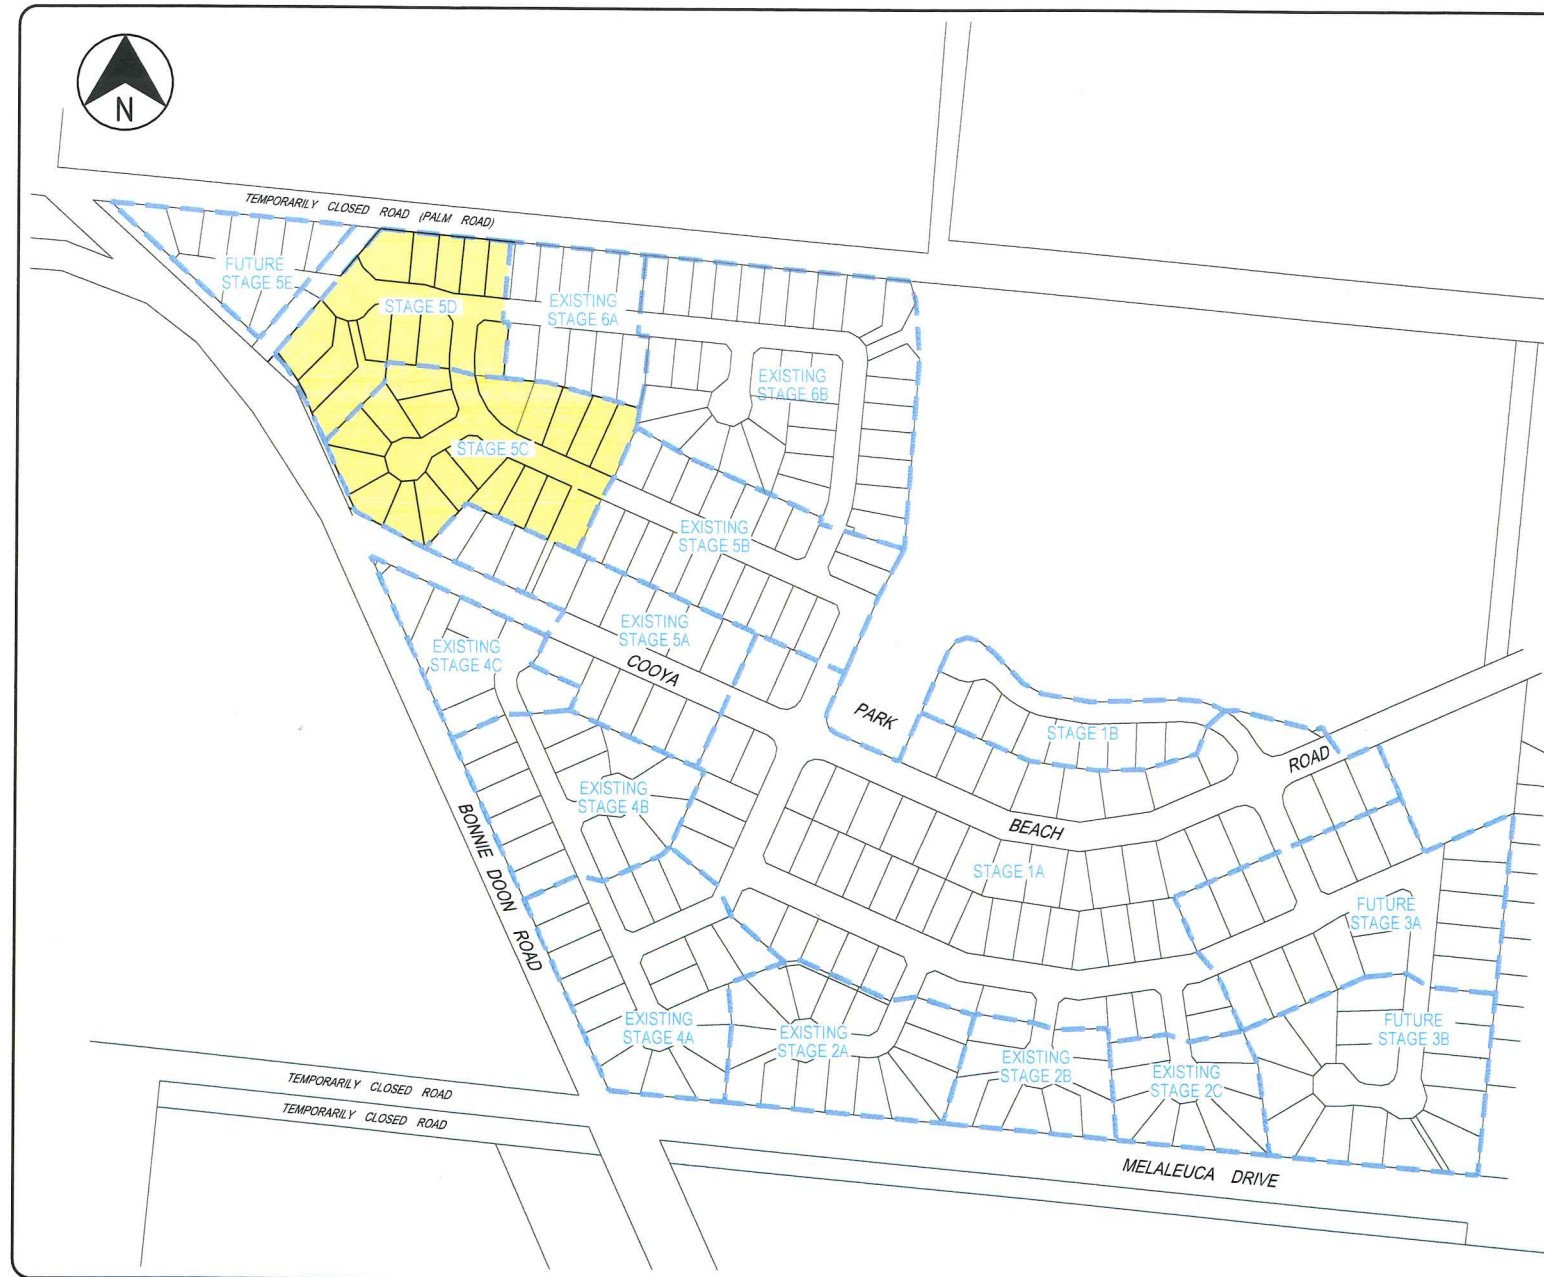 N
TEMPORARILY CLOSED ROAD (PALM ROAD)
FUTURE
STAGE 5E
STAGE 5D
EXISTING
STAGE 6A
EXISTING
STAGE 6B
STAGE 5C
EXISTING
STAGE 5B
EXISTING
STAGE 5A
EXISTING
STAGE 4C
COOYA
PARK
STAGE 1B
ROAD
EXISTING
STAGE 4B
BEACH
BONNIE DOON ROAD
STAGE 1A
FUTURE
STAGE 3A
EXISTING
STAGE 4A
EXISTING
STAGE 2A
FUTURE
STAGE 3B
EXISTING
STAGE 2B
EXISTING
STAGE 2C
TEMPORARILY CLOSED ROAD
TEMPORARILY CLOSED ROAD
MELALEUCA DRIVE